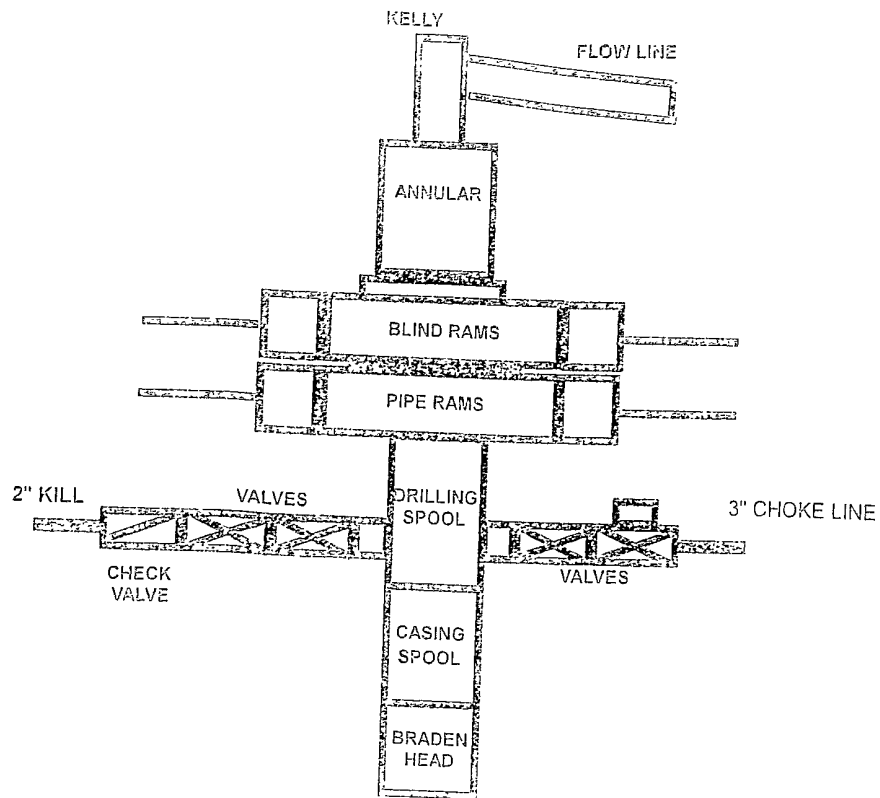 KELLY
FLOW LINE
ANNULAR
BLIND RAMS
PIPE RAMS
2" KILL
VALVES
DRILLING
SPOOL
3" CHOKE LINE
CHECK
VALVE
VALVES
CASING
SPOOL
BRADEN
HEAD